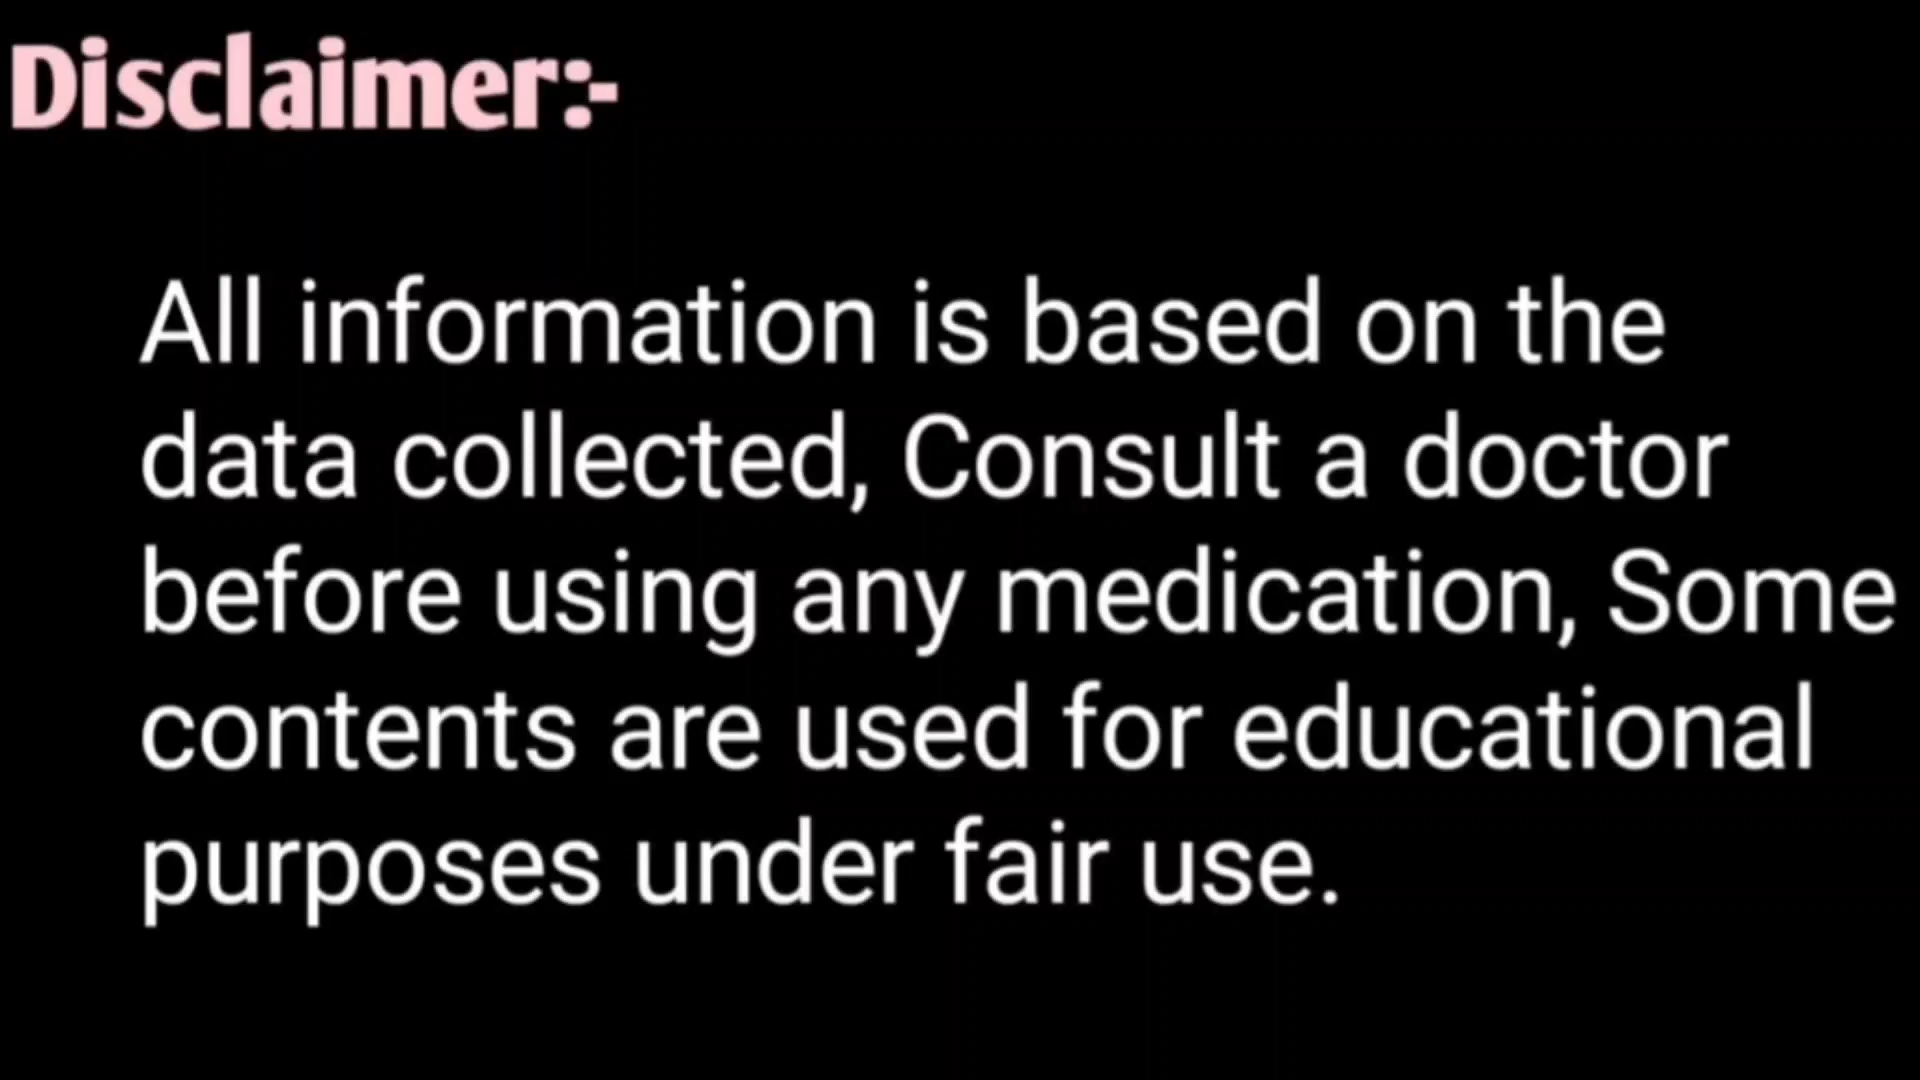 Disclaimer:-
All information is based on the
data collected, Consult a doctor
before using any medication, Some
contents are used for educational
purposes under fair use.